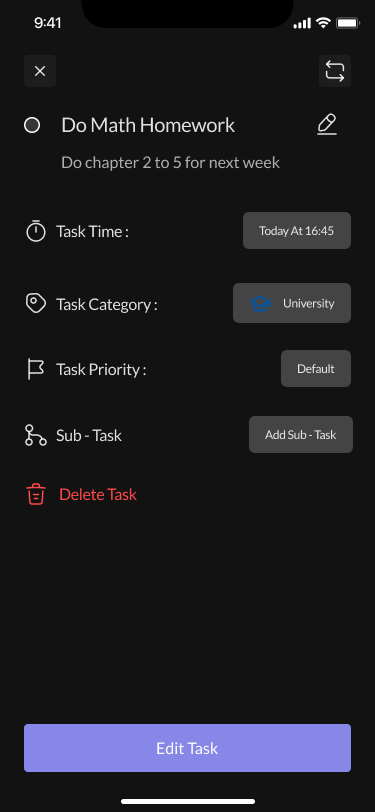 9:41
Do Math Homework
Do chapter 2 to 5 for next week
Task Time :
Today At 16:45
Task Category :
University
Task Priority :
Default
Sub - Task
Add Sub - Task
Delete Task
Edit Task